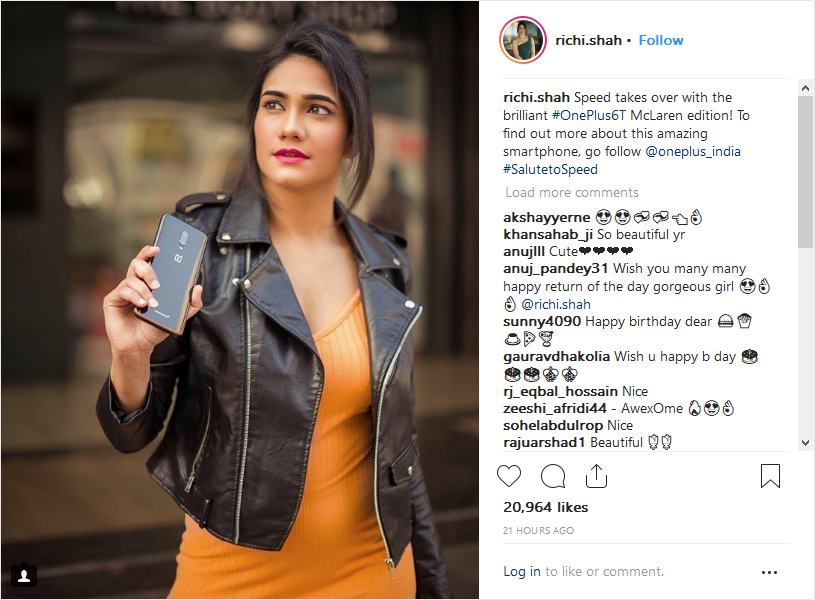 THE BODY SHOP
richi.shah • Follow
richi.shah Speed takes over with the
brilliant #OnePlus6T McLaren edition! To
find out more about this amazing
smartphone, go follow @oneplus_india
#SalutetoSpeed
Load more comments
akshayyerne 😍😍💋💋👈👌
khansahab_ji So beautiful yr
anujlll Cute❤❤❤❤
anuj_pandey31 Wish you many many
happy return of the day gorgeous girl 😍👌
👌 @richi.shah
sunny4090 Happy birthday dear 🍔🍿
🍮🍕🍹
gauravdhakolia Wish u happy b day 🎂
🎂🎂💐💐
rj_eqbal_hossain Nice
zeeshi_afridi44 - AwexOme 🔥😍👌
sohelabdulrop Nice
rajuarshad1 Beautiful
20,964 likes
21 HOURS AGO
Log in to like or comment.